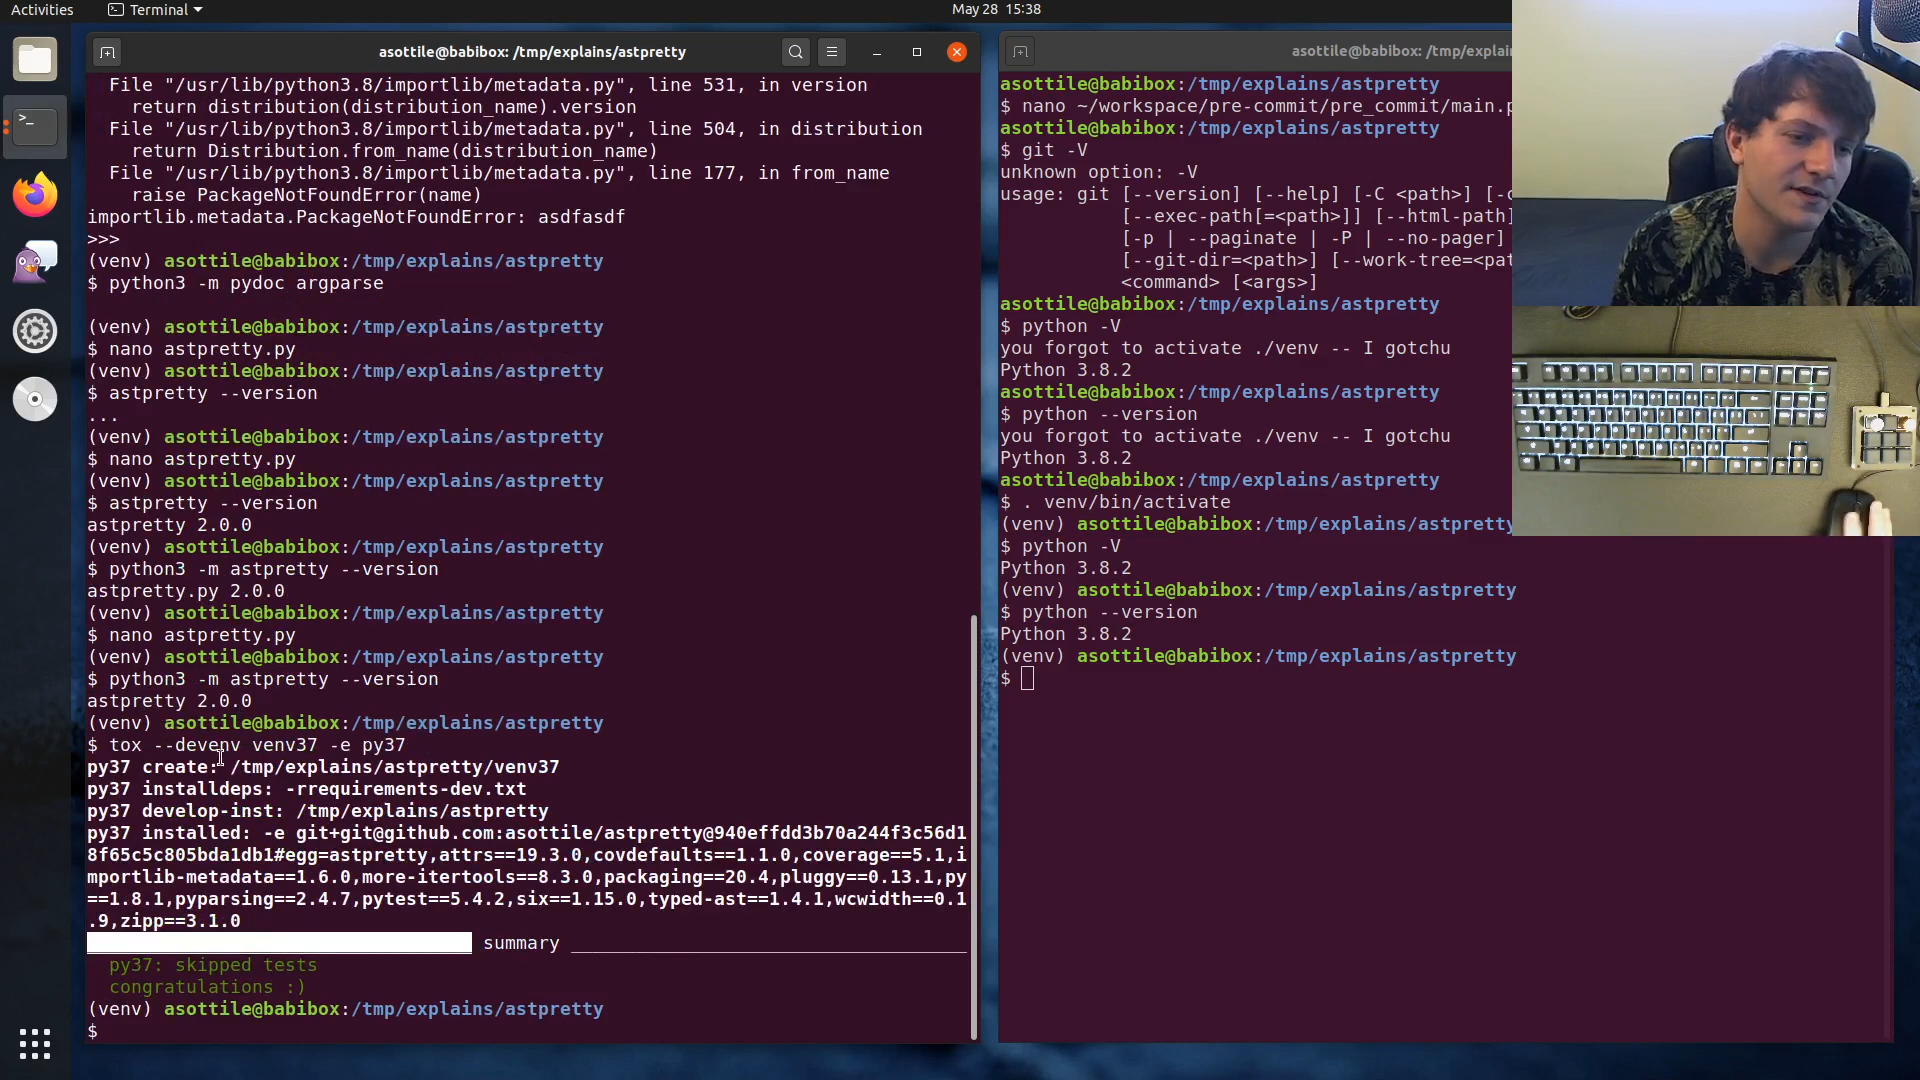 Activities
Terminal
May 28 15:38
asottile@babibox: /tmp/explains/astpretty
File "/usr/lib/python3.8/importlib/metadata.py", line 531, in version
return distribution(distribution_name).version
File "/usr/lib/python3.8/importlib/metadata.py", line 504, in distribution
return Distribution.from_name(distribution_name)
File "/usr/lib/python3.8/importlib/metadata.py", line 177, in from_name
raise PackageNotFoundError(name)
importlib.metadata.PackageNotFoundError: asdfasdf
>>>
(venv) asottile@babibox:/tmp/explains/astpretty
$ python3 -m pydoc argparse
(venv) asottile@babibox:/tmp/explains/astpretty
$ nano astpretty.py
(venv) asottile@babibox:/tmp/explains/astpretty
$ astpretty --version
...
(venv) asottile@babibox:/tmp/explains/astpretty
$ nano astpretty.py
(venv) asottile@babibox:/tmp/explains/astpretty
$ astpretty --version
astpretty 2.0.0
(venv) asottile@babibox:/tmp/explains/astpretty
$ python3 -m astpretty --version
astpretty.py 2.0.0
(venv) asottile@babibox:/tmp/explains/astpretty
$ nano astpretty.py
(venv) asottile@babibox:/tmp/explains/astpretty
$ python3 -m astpretty --version
astpretty 2.0.0
(venv) asottile@babibox:/tmp/explains/astpretty
$ tox --devenv venv37 -e py37
py37 create: /tmp/explains/astpretty/venv37
py37 installdeps: -rrequirements-dev.txt
py37 develop-inst: /tmp/explains/astpretty
py37 installed: -e git+git@github.com:asottile/astpretty@940effdd3b70a244f3c56d1
8f65c5c805bda1db1#egg=astpretty,attrs==19.3.0,covdefaults==1.1.0,coverage==5.1,i
mportlib-metadata==1.6.0,more-itertools==8.3.0,packaging==20.4,pluggy==0.13.1,py
==1.8.1,pyparsing==2.4.7,pytest==5.4.2,six==1.15.0,typed-ast==1.4.1,wcwidth==0.1
.9,zipp==3.1.0
summary ____________________________________
py37: skipped tests
congratulations :)
(venv) asottile@babibox:/tmp/explains/astpretty
$
asottile@babibox: /tmp/explai
asottile@babibox:/tmp/explains/astpretty
$ nano ~/workspace/pre-commit/pre_commit/main.p
asottile@babibox:/tmp/explains/astpretty
$ git -V
unknown option: -V
usage: git [--version] [--help] [-C <path>] [-c
[--exec-path[=<path>]] [--html-path]
[-p | --paginate | -P | --no-pager]
[--git-dir=<path>] [--work-tree=<pat
<command> [<args>]
asottile@babibox:/tmp/explains/astpretty
$ python -V
you forgot to activate ./venv -- I gotchu
Python 3.8.2
asottile@babibox:/tmp/explains/astpretty
$ python --version
you forgot to activate ./venv -- I gotchu
Python 3.8.2
asottile@babibox:/tmp/explains/astpretty
$ . venv/bin/activate
(venv) asottile@babibox:/tmp/explains/astpretty
$ python -V
Python 3.8.2
(venv) asottile@babibox:/tmp/explains/astpretty
$ python --version
Python 3.8.2
(venv) asottile@babibox:/tmp/explains/astpretty
$